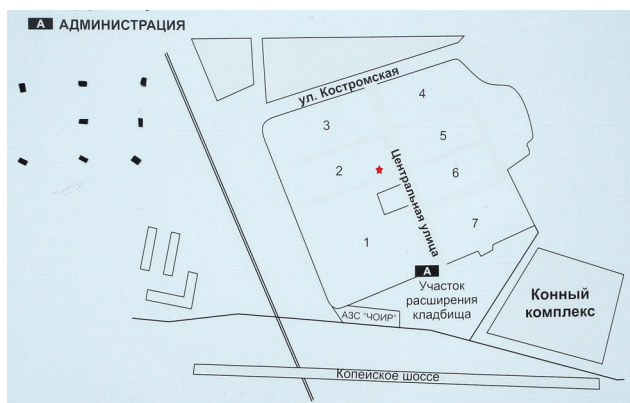 А АДМИНИСТРАЦИЯ
ул. Костромская
4
3
5
Центральная улица
2
6
7
1
А
Участок
расширения
кладбища
Конный
комплекс
АЗС "ЧОИР"
Копейское шоссе